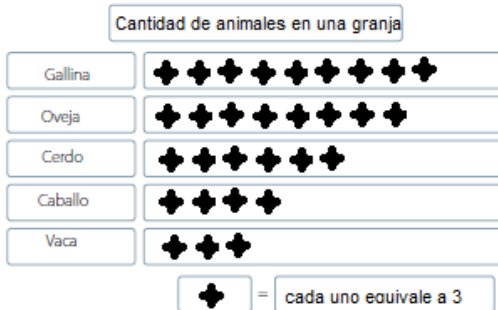 Cantidad de animales en una granja
Gallina
Oveja
Cerdo
Caballo
Vaca
= cada uno equivale a 3